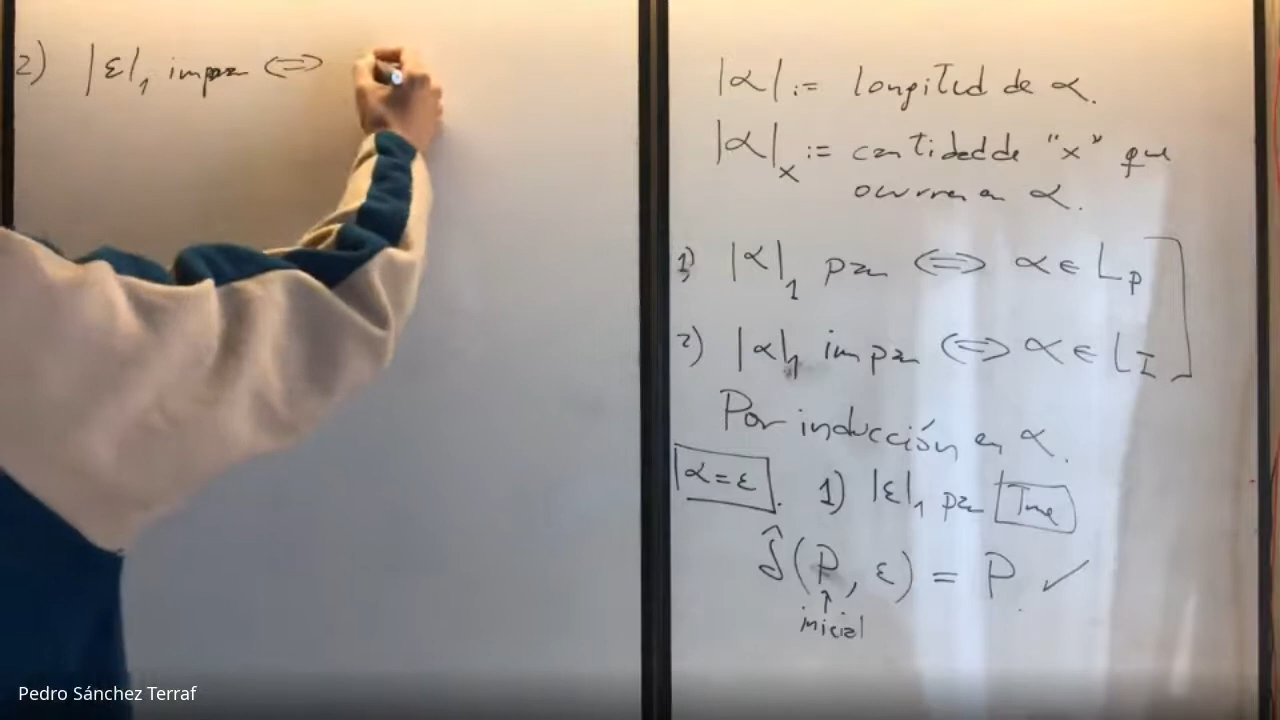 2) |ε|₁ impar ⇔
|α| := longitud de α.
|α|ₓ := cantidad de "x" que
ocurren en α.
1) |α|₁ par ⇔ α ∈ L_P
2) |α|₁ impar ⇔ α ∈ L_I
Por inducción en α.
α = ε. 1) |ε|₁ par True
δ̂(P, ε) = P. ✓
↑
inicial
Pedro Sánchez Terraf